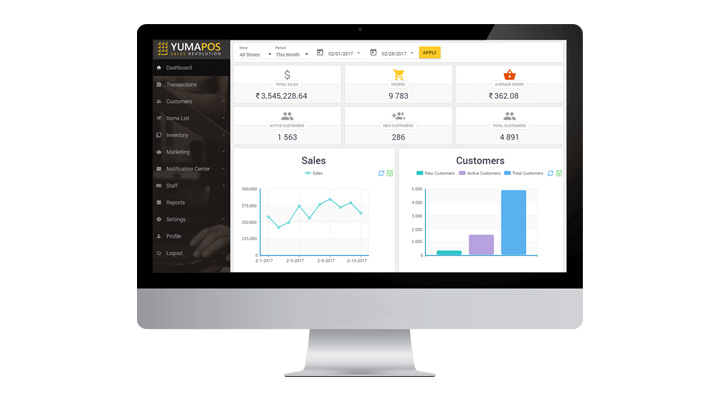 YUMAPOS
SALES REVOLUTION
Dashboard
Transactions
Customers
Items List
Inventory
Marketing
Notification Center
Staff
Reports
Settings
Profile
Logout
Store
All Stores
Period
This Month
02/01/2017
02/28/2017
APPLY
$
TOTAL SALES
₹ 3,545,228.64
ORDERS
9 783
AVERAGE ORDER
₹ 362.08
ACTIVE CUSTOMERS
1 563
NEW CUSTOMERS
286
TOTAL CUSTOMERS
4 891
Sales
Sales
500.000
375.000
250.000
125.000
0
2-1-2017
2-5-2017
2-9-2017
2-13-2017
Customers
New Customers
Active Customers
Total Customers
6 000
3 000
2 000
1 000
0